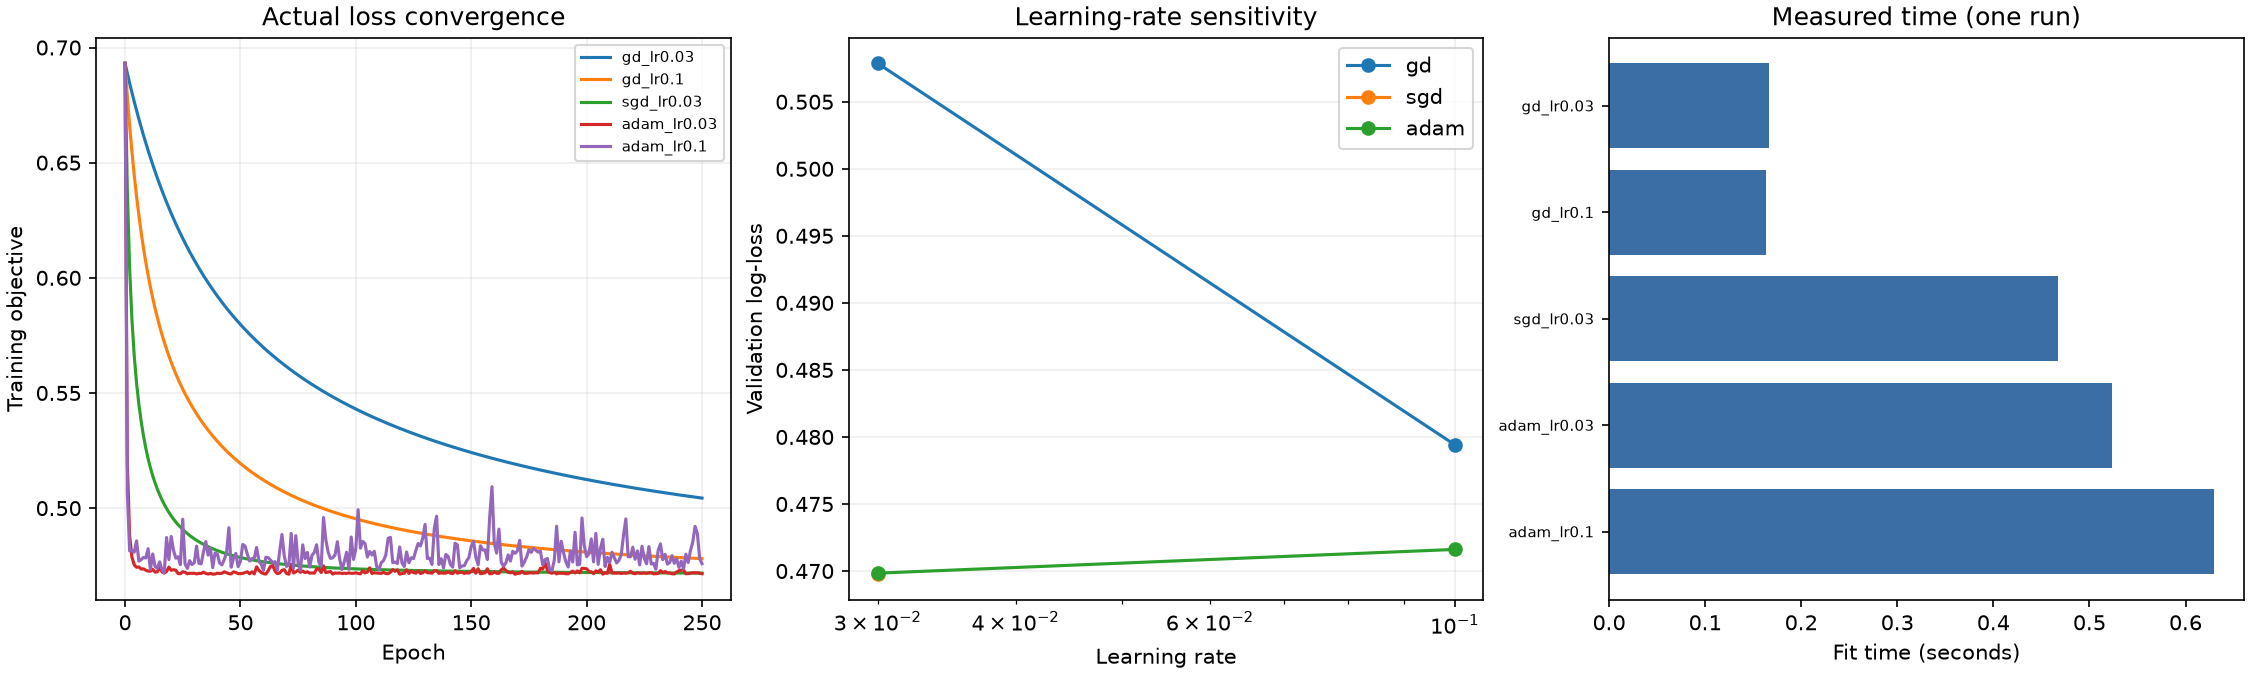 Actual loss convergence
Training objective
0.70
0.65
0.60
0.55
0.50
0
50
100
150
200
250
Epoch
gd_lr0.03
gd_lr0.1
sgd_lr0.03
adam_lr0.03
adam_lr0.1
Learning-rate sensitivity
Validation log-loss
0.505
0.500
0.495
0.490
0.485
0.480
0.475
0.470
3 × 10⁻²
4 × 10⁻²
6 × 10⁻²
10⁻¹
Learning rate
gd
sgd
adam
Measured time (one run)
gd_lr0.03
gd_lr0.1
sgd_lr0.03
adam_lr0.03
adam_lr0.1
0.0
0.1
0.2
0.3
0.4
0.5
0.6
Fit time (seconds)